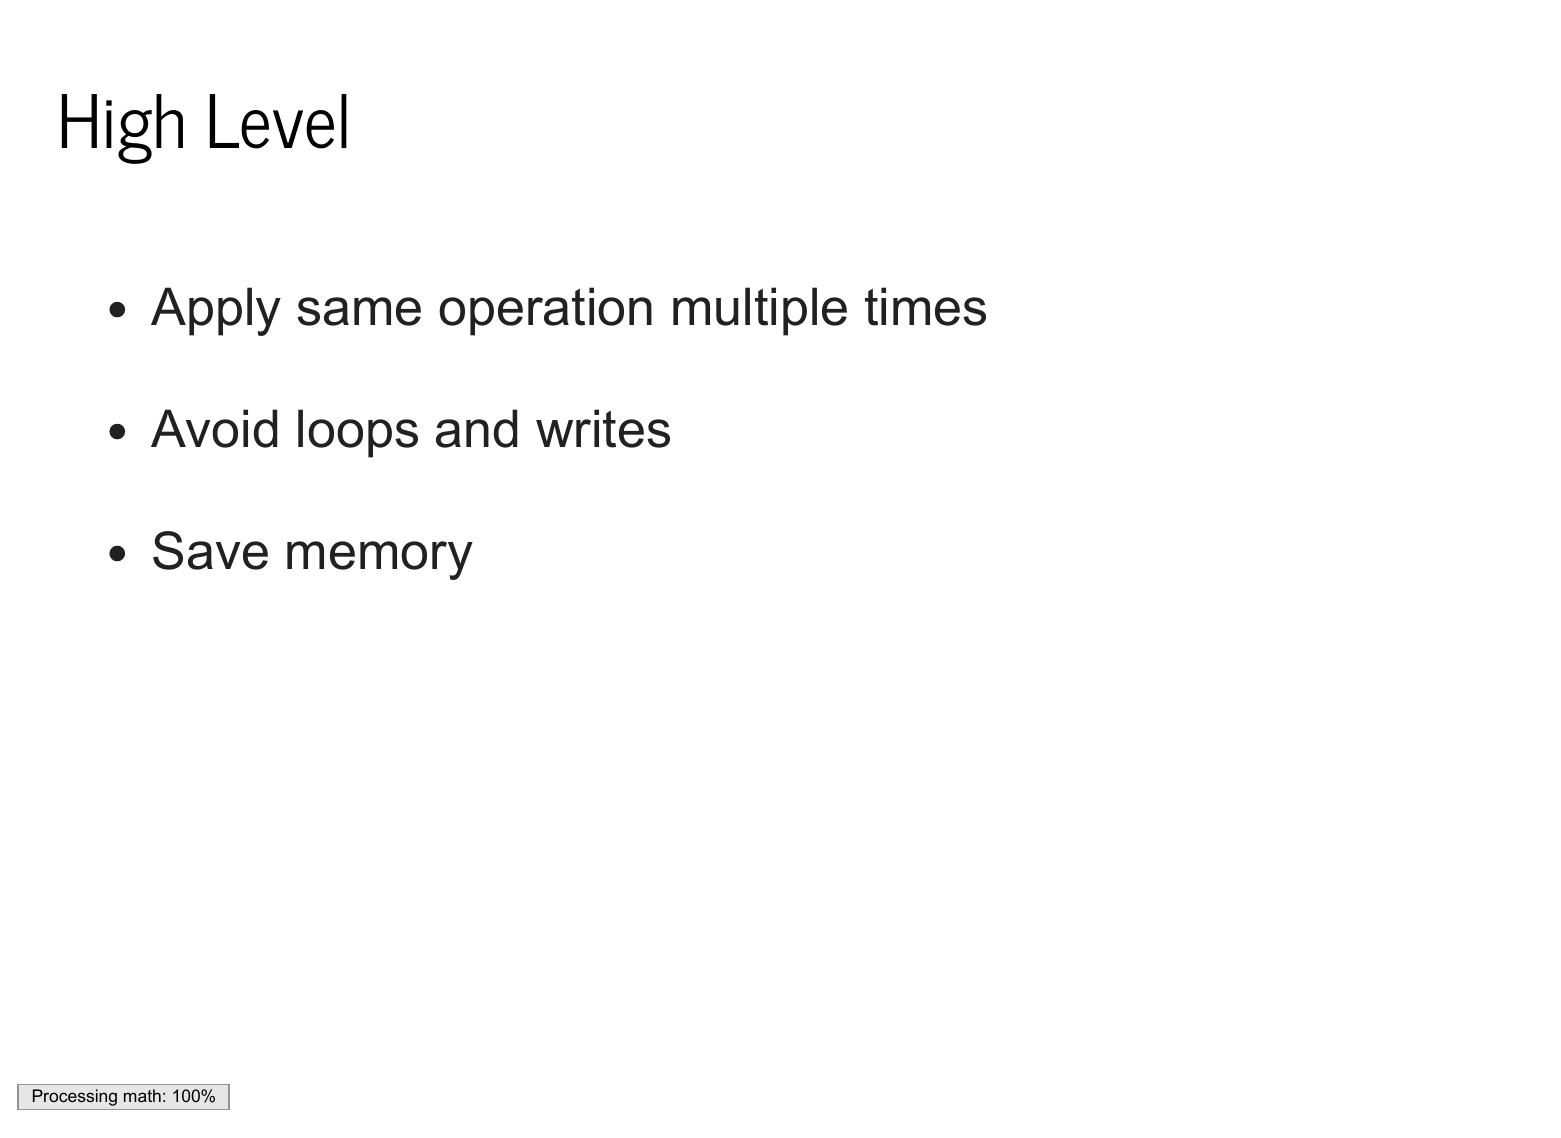 High Level
• Apply same operation multiple times
• Avoid loops and writes
• Save memory
Processing math: 100%